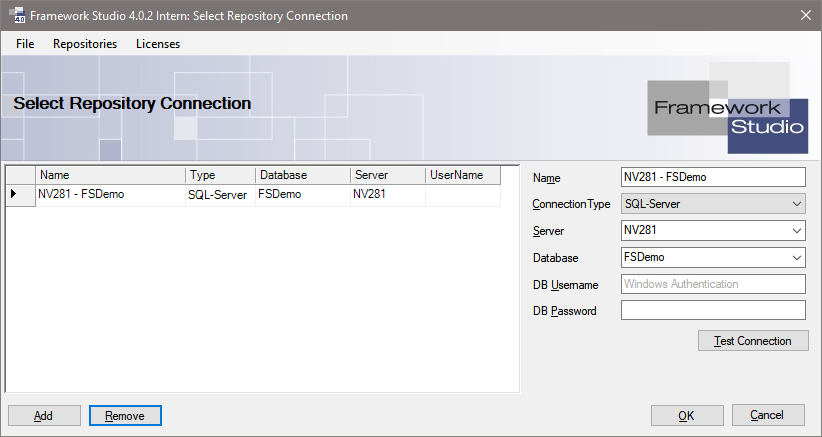 4.0 Framework Studio 4.0.2 Intern: Select Repository Connection
File Repositories Licenses
Select Repository Connection
Framework
Studio
Name Type Database Server UserName
NV281 - FSDemo SQL-Server FSDemo NV281
Name NV281 - FSDemo
ConnectionType SQL-Server
Server NV281
Database FSDemo
DB Username Windows Authentication
DB Password
Test Connection
Add Remove OK Cancel